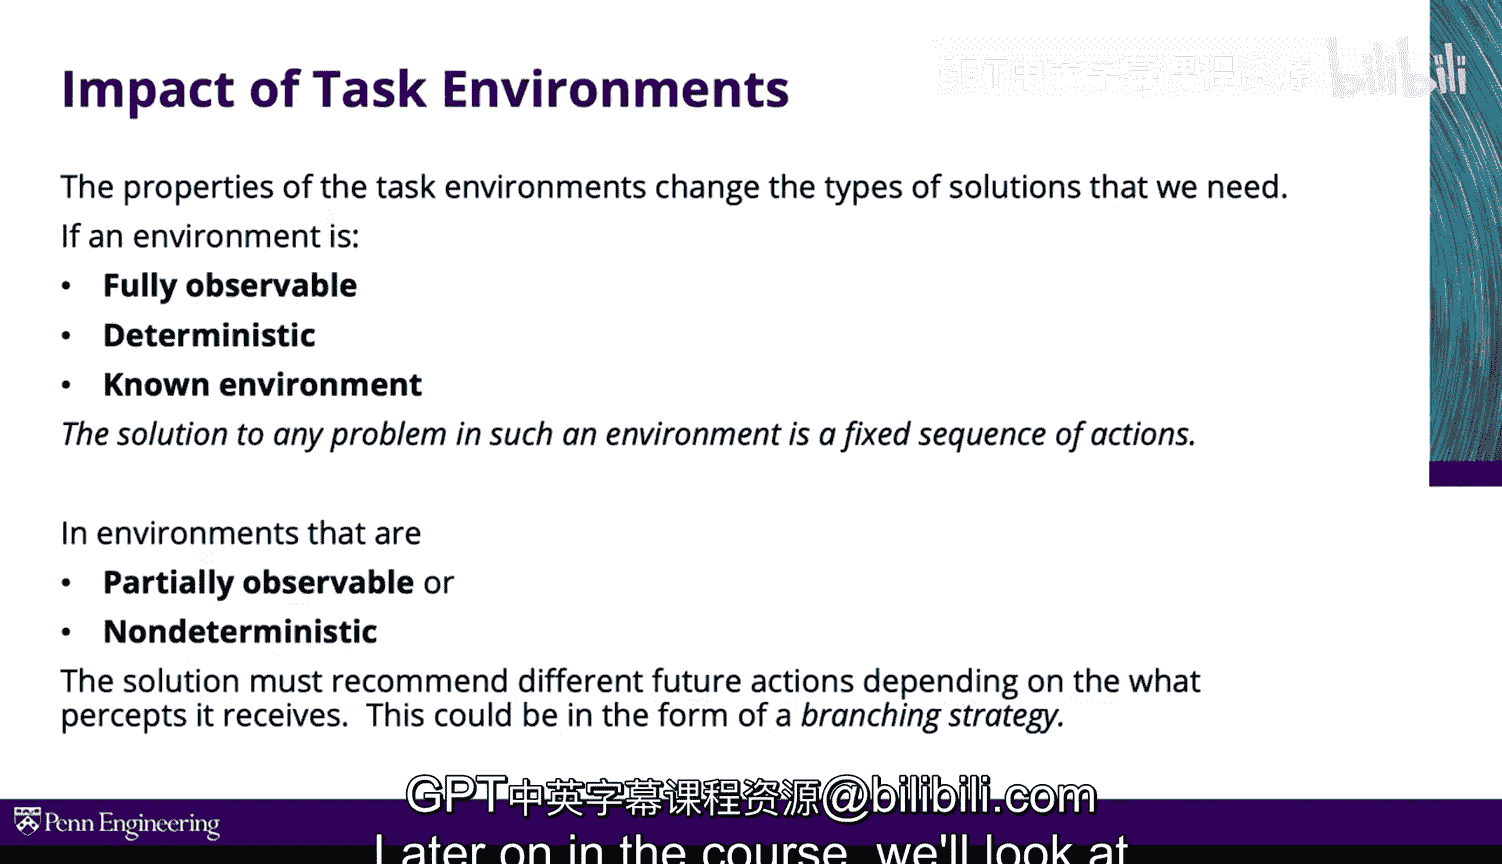 Impact of Task Environments
bilibili
The properties of the task environments change the types of solutions that we need.
If an environment is:
• Fully observable
• Deterministic
• Known environment
The solution to any problem in such an environment is a fixed sequence of actions.
In environments that are
• Partially observable or
• Nondeterministic
The solution must recommend different future actions depending on the what
percepts it receives. This could be in the form of a branching strategy.
GPT中英字幕课程资源@bilibili.com
Penn Engineering
Later on in the course, we'll look at